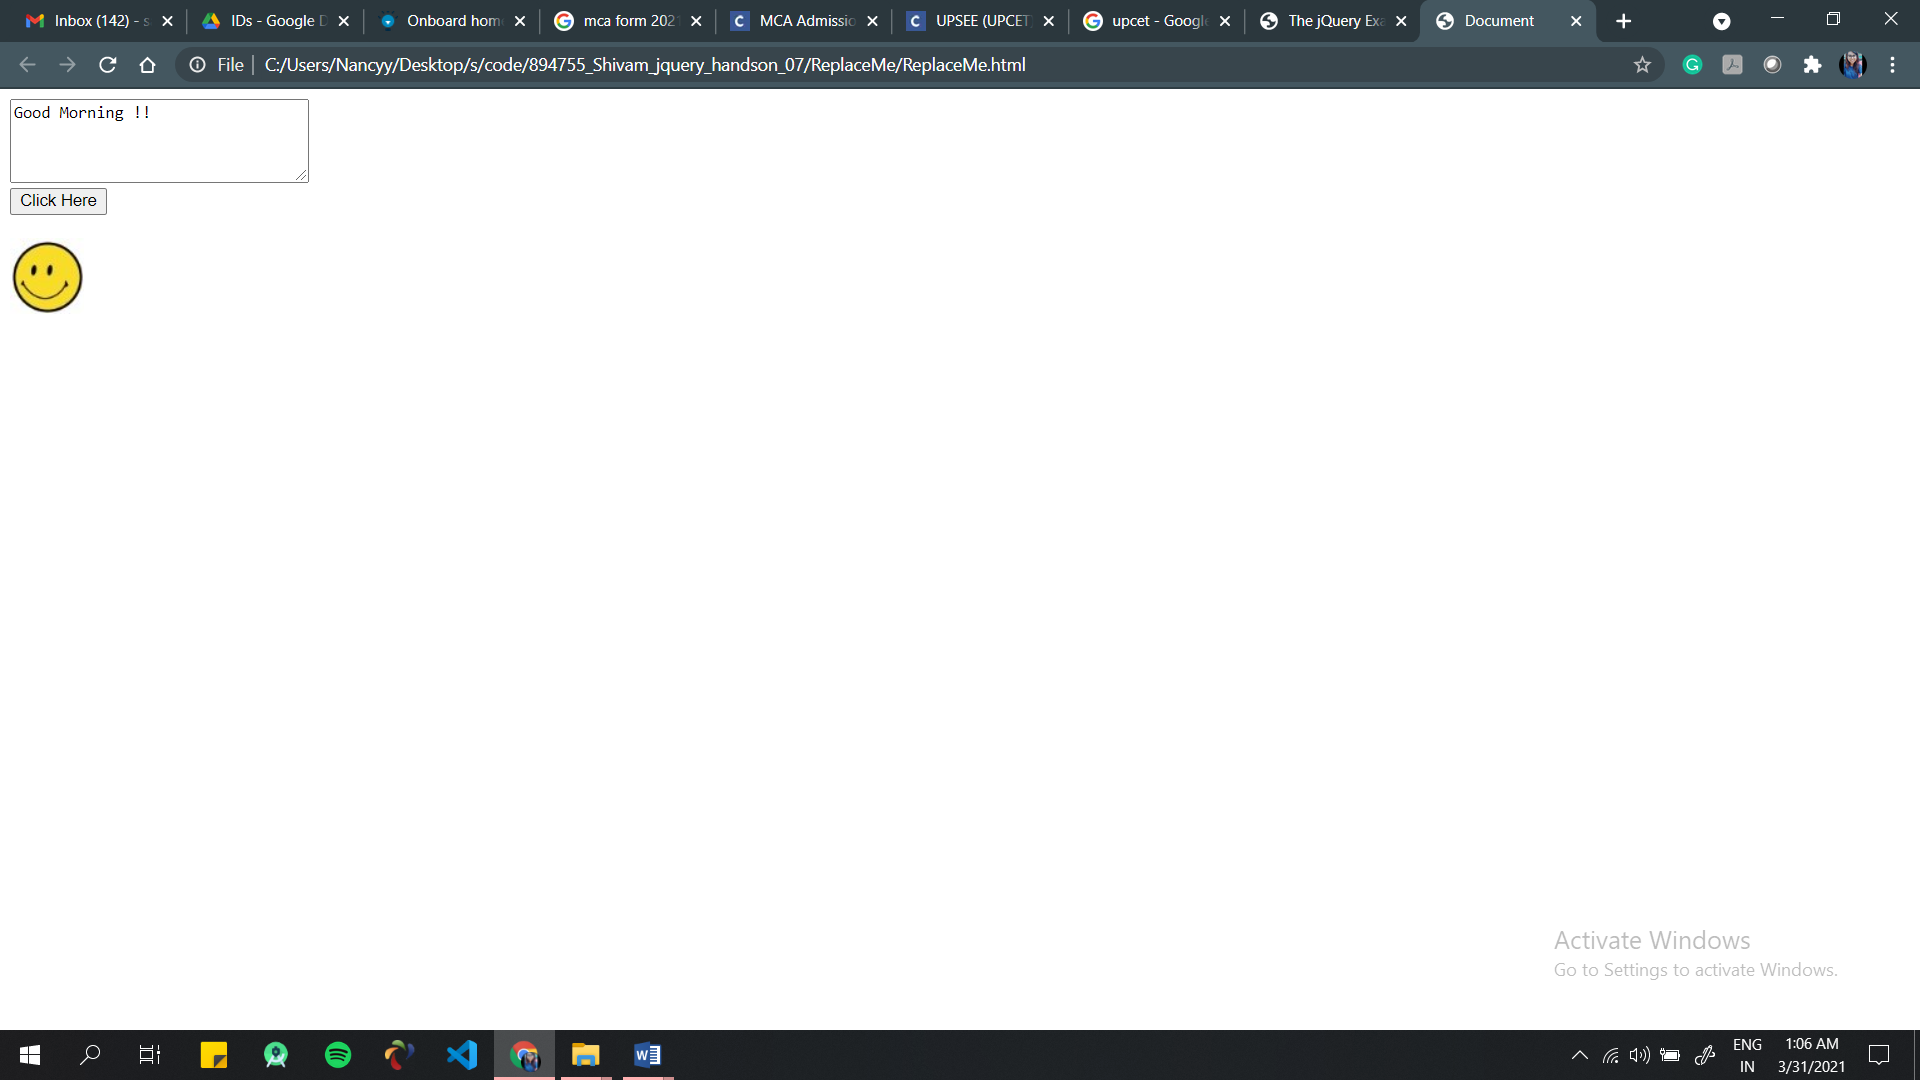 Inbox (142) - s
IDs - Google D
Onboard hom
mca form 202
MCA Admissio
UPSEE (UPCET)
upcet - Google
The jQuery Exa
Document
File
C:/Users/Nancyy/Desktop/s/code/894755_Shivam_jquery_handson_07/ReplaceMe/ReplaceMe.html
Good Morning !!
Click Here
Activate Windows
Go to Settings to activate Windows.
ENG
IN
1:06 AM
3/31/2021